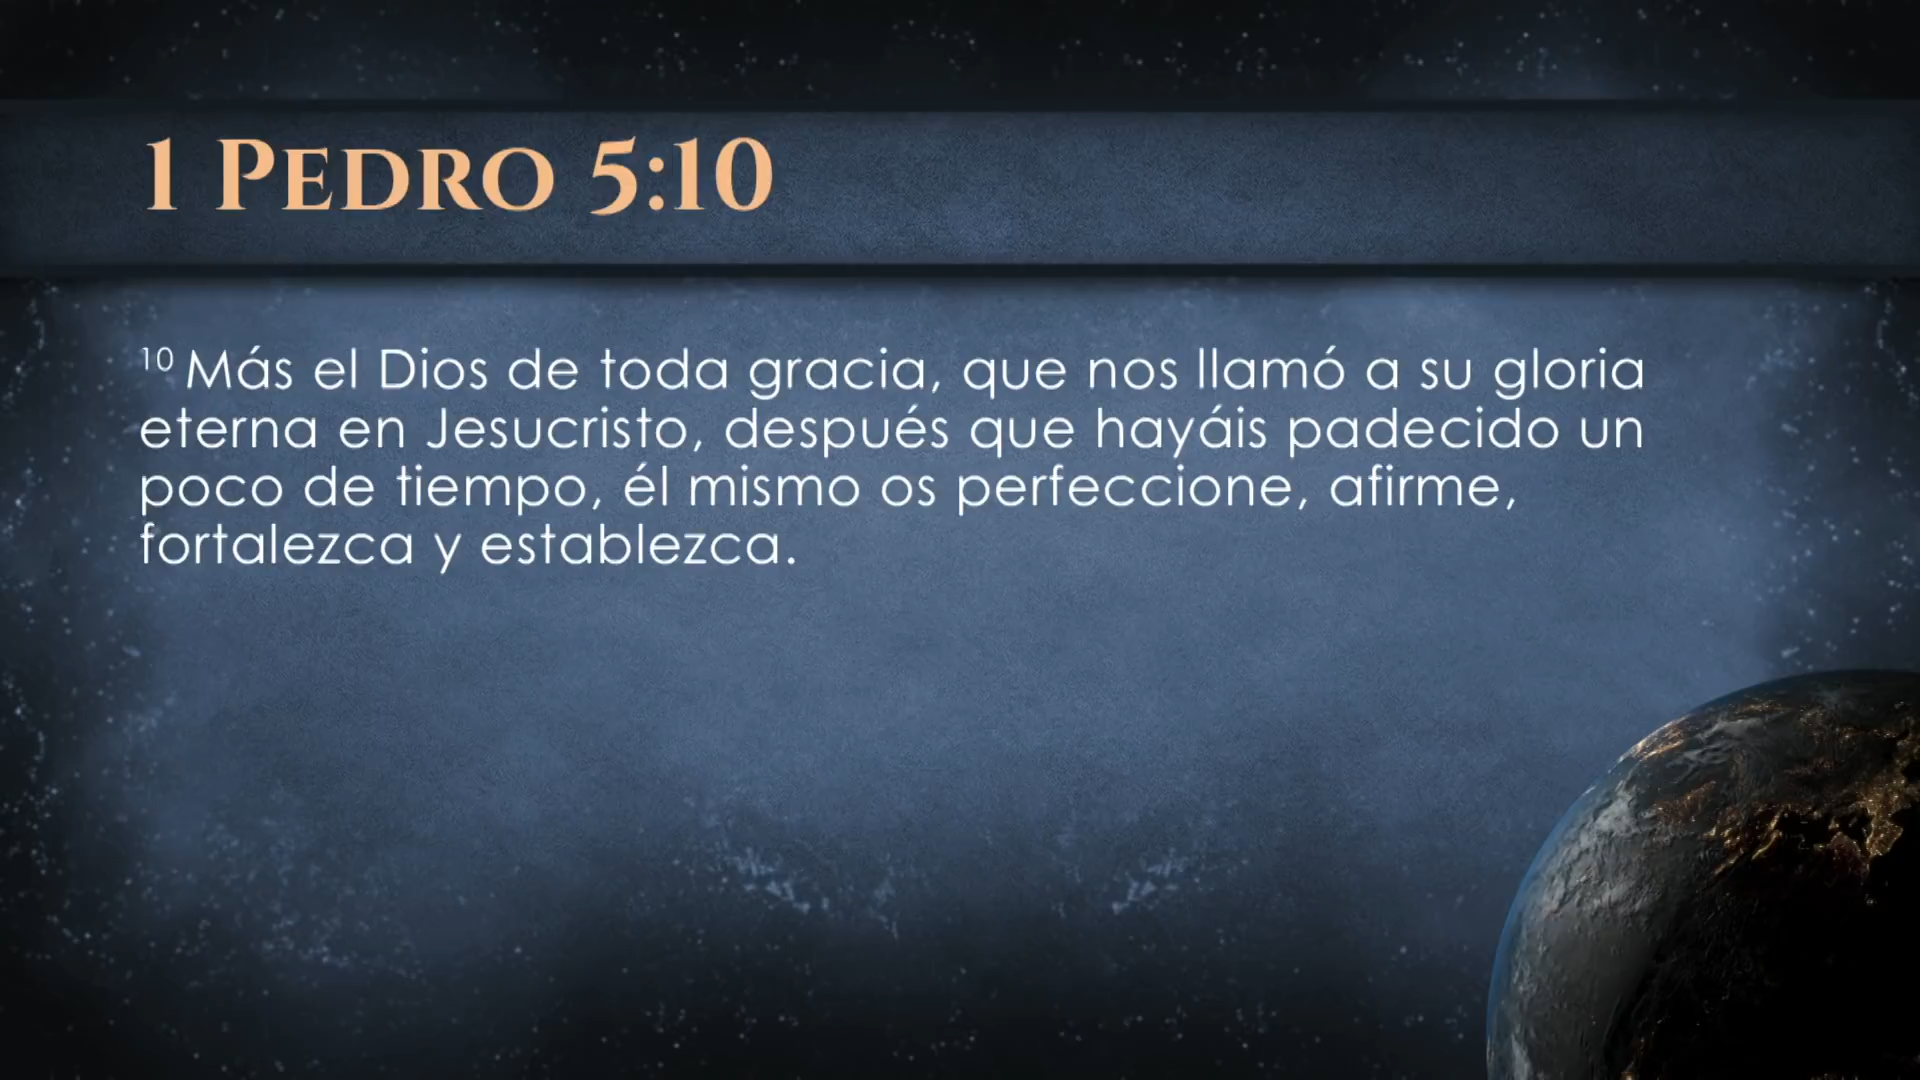 1 Pedro 5:10
10 Más el Dios de toda gracia, que nos llamó a su gloria
eterna en Jesucristo, después que hayáis padecido un
poco de tiempo, él mismo os perfeccione, afirme,
fortalezca y establezca.